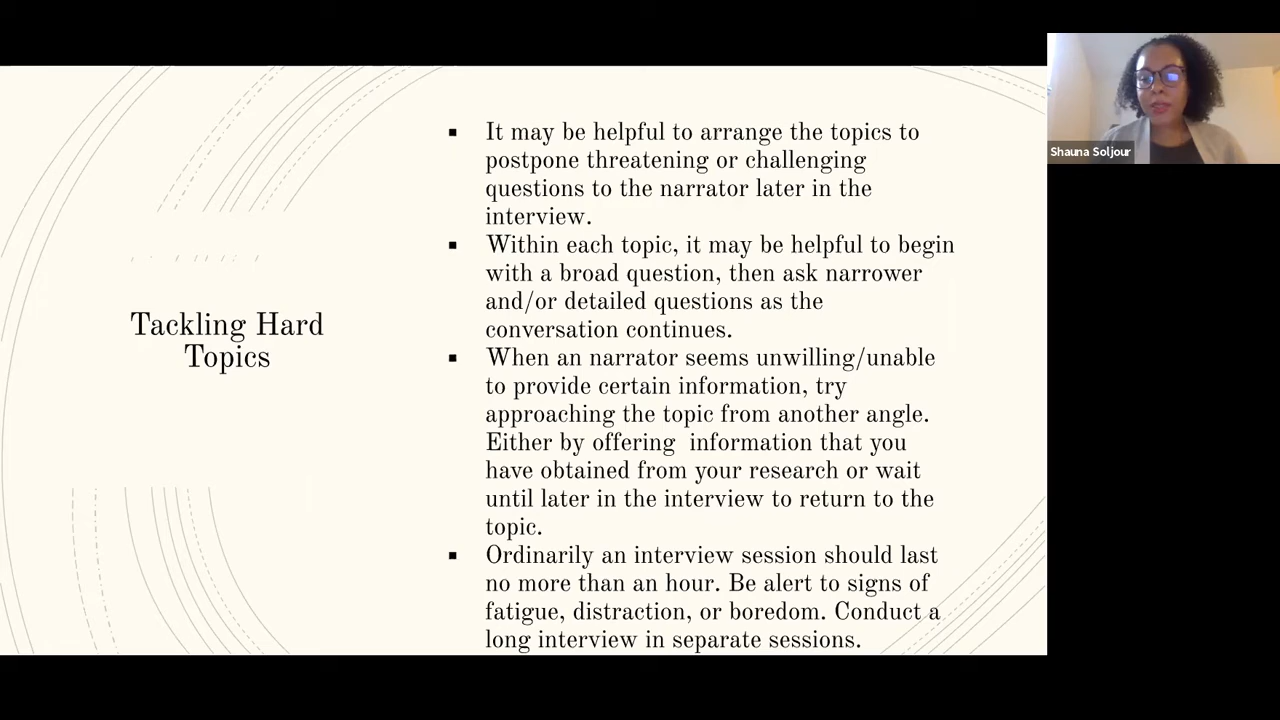 Shauna Soljour
Tackling Hard
Topics
▪ It may be helpful to arrange the topics to
postpone threatening or challenging
questions to the narrator later in the
interview.
▪ Within each topic, it may be helpful to begin
with a broad question, then ask narrower
and/or detailed questions as the
conversation continues.
▪ When an narrator seems unwilling/unable
to provide certain information, try
approaching the topic from another angle.
Either by offering  information that you
have obtained from your research or wait
until later in the interview to return to the
topic.
▪ Ordinarily an interview session should last
no more than an hour. Be alert to signs of
fatigue, distraction, or boredom. Conduct a
long interview in separate sessions.